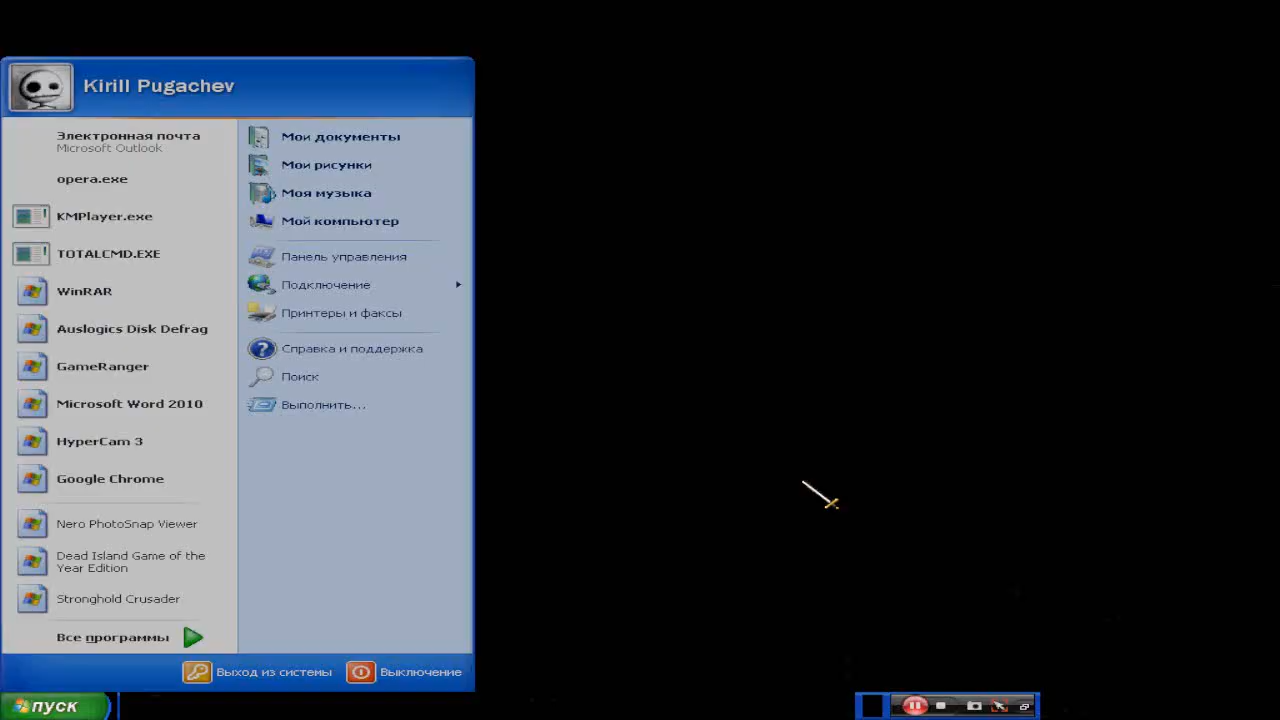 Kirill Pugachev
Электронная почта
Microsoft Outlook
opera.exe
KMPlayer.exe
TOTALCMD.EXE
WinRAR
Auslogics Disk Defrag
GameRanger
Microsoft Word 2010
HyperCam 3
Google Chrome
Nero PhotoSnap Viewer
Dead Island Game of the
Year Edition
Stronghold Crusader
Все программы
Мои документы
Мои рисунки
Моя музыка
Мой компьютер
Панель управления
Подключение
Принтеры и факсы
Справка и поддержка
Поиск
Выполнить...
Выход из системы
Выключение
пуск